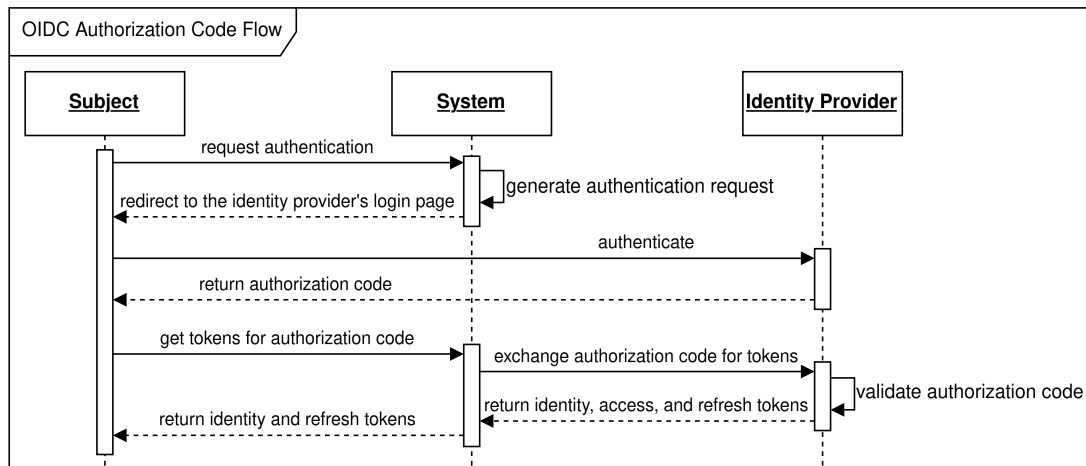 OIDC Authorization Code Flow
Subject
System
Identity Provider
request authentication
generate authentication request
redirect to the identity provider's login page
authenticate
return authorization code
get tokens for authorization code
exchange authorization code for tokens
validate authorization code
return identity, access, and refresh tokens
return identity and refresh tokens